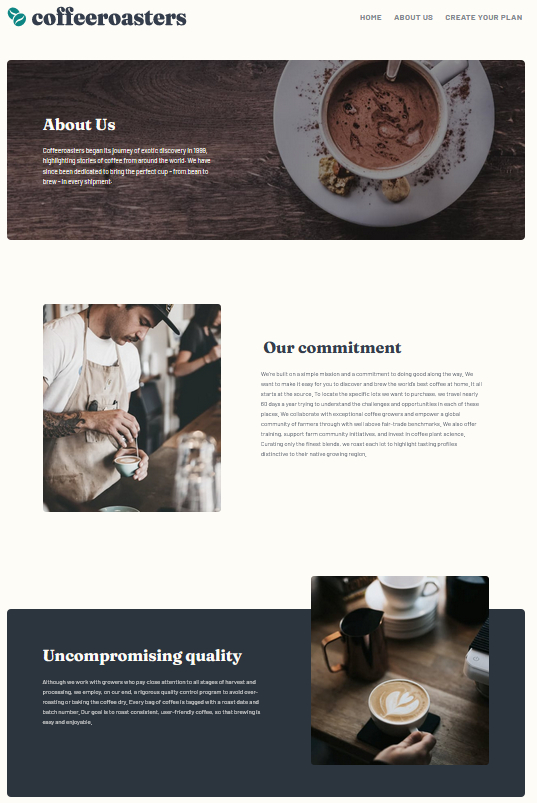 coffeeroasters
HOME ABOUT US CREATE YOUR PLAN
About Us
Coffeeroasters began its journey of exotic discovery in 1999,
highlighting stories of coffee from around the world. We have
since been dedicated to bring the perfect cup - from bean to
brew - in every shipment.
Our commitment
We're built on a simple mission and a commitment to doing good along the way. We
want to make it easy for you to discover and brew the world's best coffee at home. It all
starts at the source. To locate the specific lots we want to purchase, we travel nearly
60 days a year trying to understand the challenges and opportunities in each of these
places. We collaborate with exceptional coffee growers and empower a global
community of farmers through with well above fair-trade benchmarks. We also offer
training, support farm community initiatives, and invest in coffee plant science.
Curating only the finest blends, we roast each lot to highlight tasting profiles
distinctive to their native growing region.
Uncompromising quality
Although we work with growers who pay close attention to all stages of harvest and
processing, we employ, on our end, a rigorous quality control program to avoid over-
roasting or baking the coffee dry. Every bag of coffee is tagged with a roast date and
batch number. Our goal is to roast consistent, user-friendly coffee, so that brewing is
easy and enjoyable.